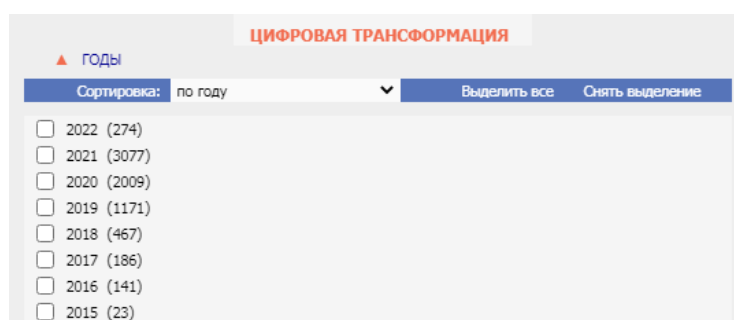 ЦИФРОВАЯ ТРАНСФОРМАЦИЯ
▲ ГОДЫ
Сортировка: по году Выделить все Снять выделение
2022 (274)
2021 (3077)
2020 (2009)
2019 (1171)
2018 (467)
2017 (186)
2016 (141)
2015 (23)